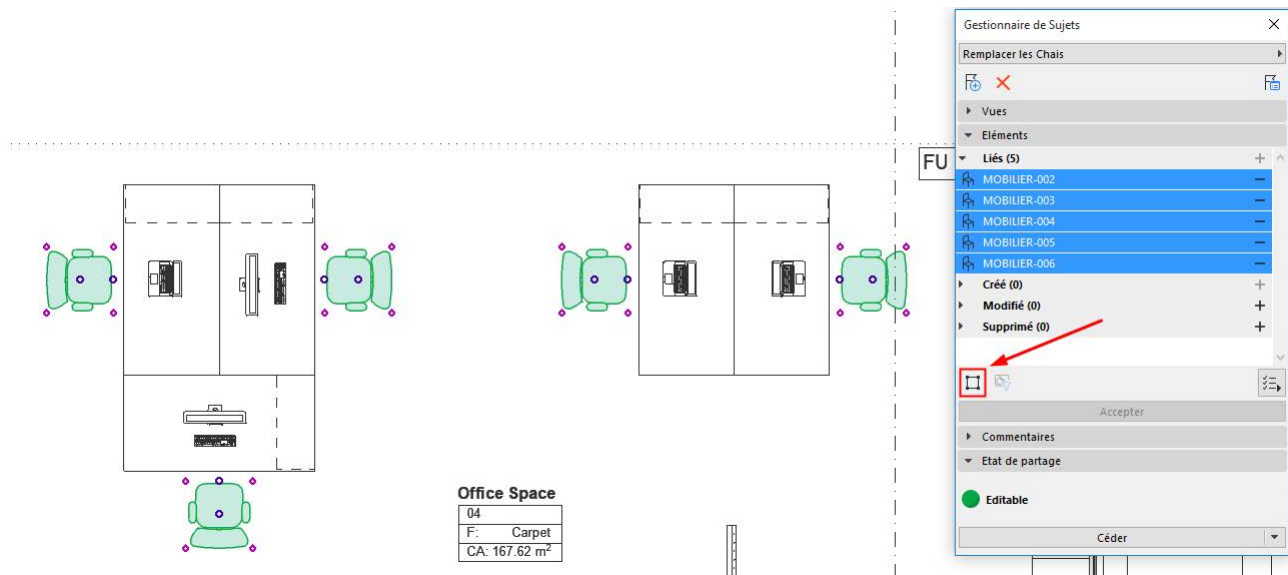 Gestionnaire de Sujets
Remplacer les Chais
Vues
Eléments
Liés (5)
MOBILIER-002
MOBILIER-003
MOBILIER-004
MOBILIER-005
MOBILIER-006
Créé (0)
Modifié (0)
Supprimé (0)
Accepter
Commentaires
Etat de partage
Editable
Céder
FU
Office Space
04
F: Carpet
CA: 167.62 m²